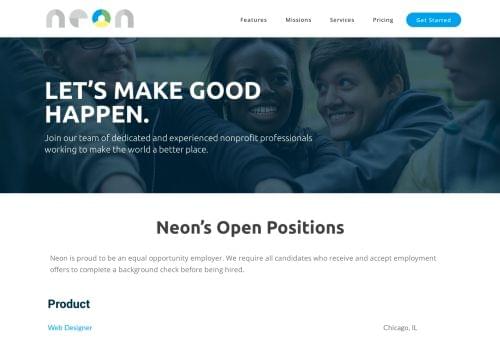 neon
Features Missions Services Pricing Get Started
LET'S MAKE GOOD
HAPPEN.
Join our team of dedicated and experienced nonprofit professionals
working to make the world a better place.
Neon's Open Positions
Neon is proud to be an equal opportunity employer. We require all candidates who receive and accept employment
offers to complete a background check before being hired.
Product
Web Designer Chicago, IL